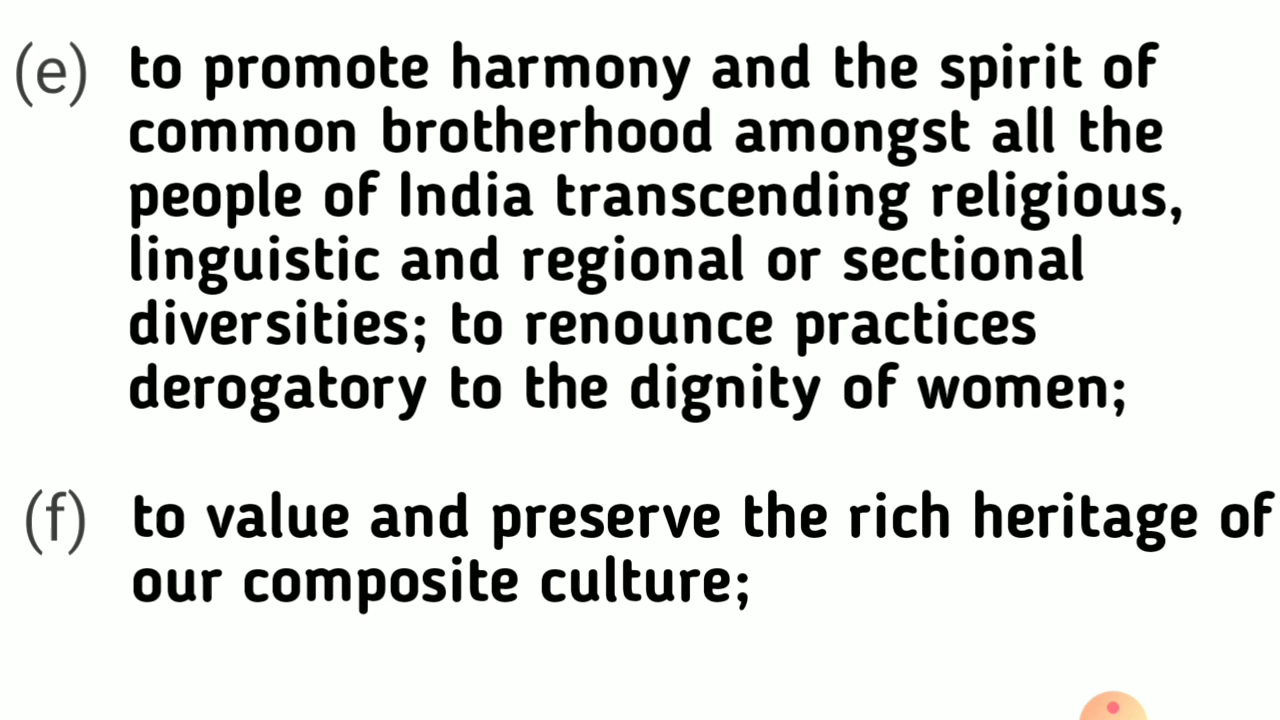 (e) to promote harmony and the spirit of
common brotherhood amongst all the
people of India transcending religious,
linguistic and regional or sectional
diversities; to renounce practices
derogatory to the dignity of women;
(f) to value and preserve the rich heritage of
our composite culture;